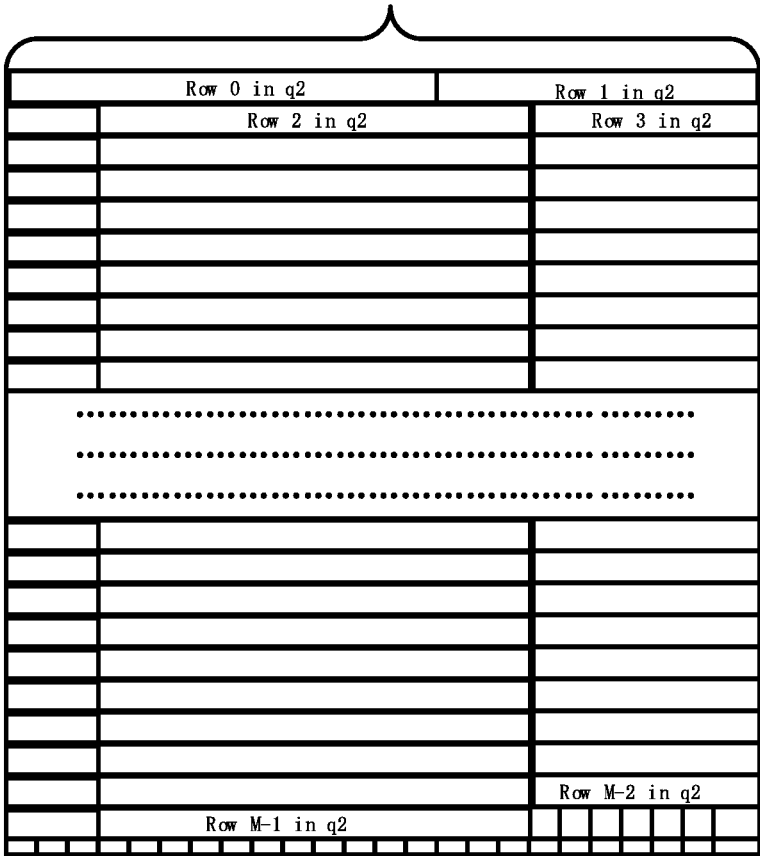 Row 0 in q2
Row 1 in q2
Row 2 in q2
Row 3 in q2
Row M-2 in q2
Row M-1 in q2